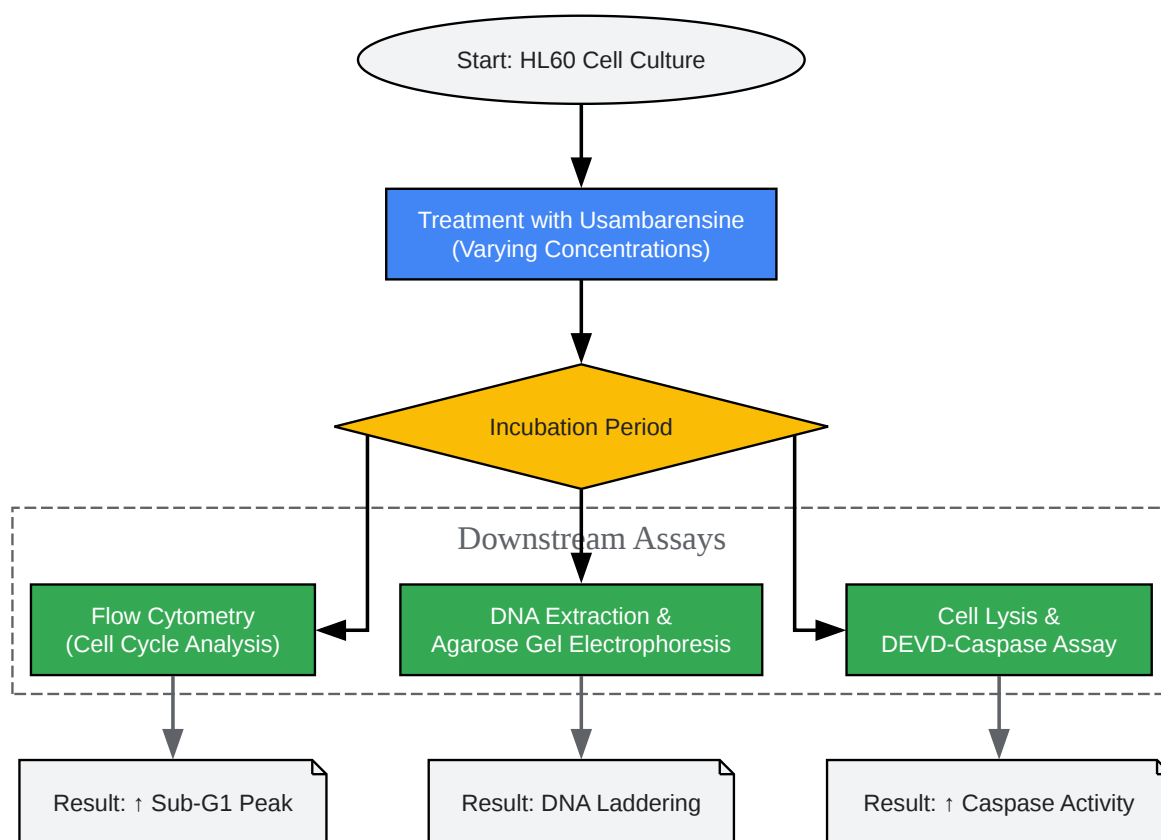 Start: HL60 Cell Culture
Treatment with Usambarensine
(Varying Concentrations)
Incubation Period
Downstream Assays
Flow Cytometry
(Cell Cycle Analysis)
DNA Extraction &
Agarose Gel Electrophoresis
Cell Lysis &
DEVD-Caspase Assay
Result: ↑ Sub-G1 Peak
Result: DNA Laddering
Result: ↑ Caspase Activity